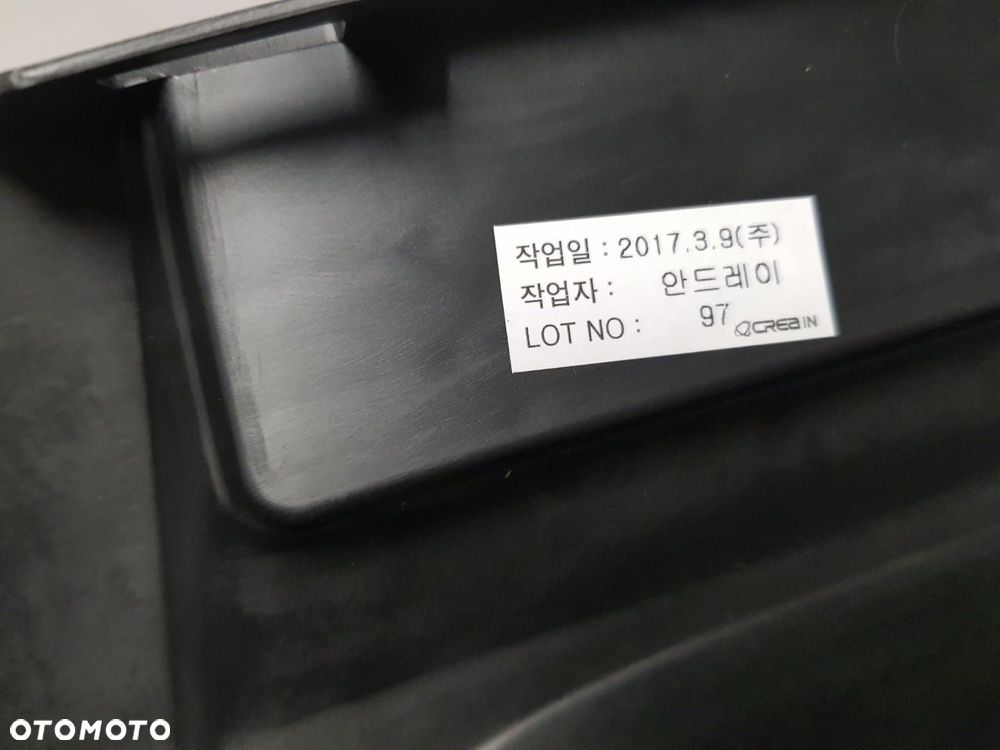 작업일 : 2017.3.9(주)
작업자 : 안드레이
LOT NO : 97
CREA IN
OTOMOTO